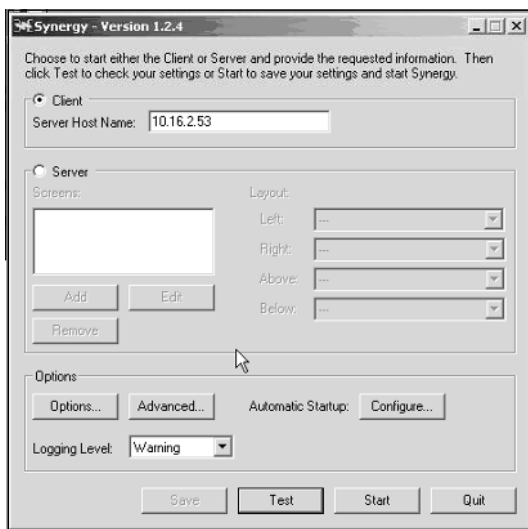 Synergy - Version 1.2.4
Choose to start either the Client or Server and provide the requested information. Then
click Test to check your settings or Start to save your settings and start Synergy.
Client
Server Host Name: 10.16.2.53
Server
Screens:
Layout:
Left: ---
Right: ---
Above: ---
Below: ---
Add Edit
Remove
Options
Options... Advanced... Automatic Startup: Configure...
Logging Level: Warning
Save Test Start Quit